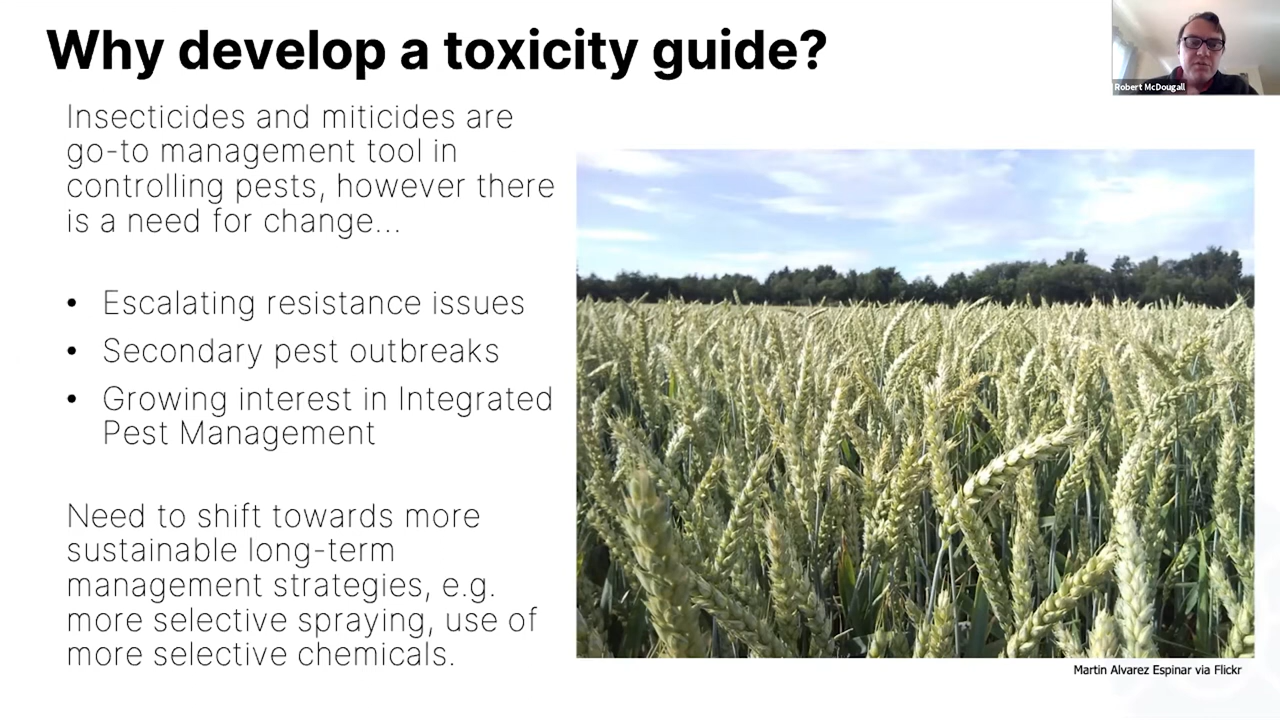 Why develop a toxicity guide?
Robert McDougall
Insecticides and miticides are
go-to management tool in
controlling pests, however there
is a need for change...
• Escalating resistance issues
• Secondary pest outbreaks
• Growing interest in Integrated
Pest Management
Need to shift towards more
sustainable long-term
management strategies, e.g.
more selective spraying, use of
more selective chemicals.
Martin Alvarez Espinar via Flickr